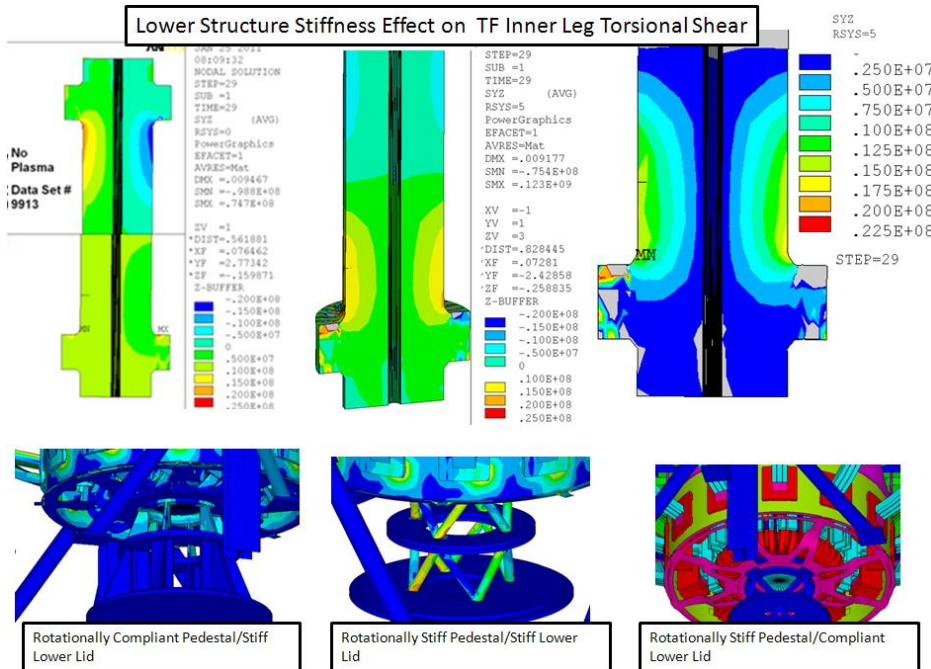 Lower Structure Stiffness Effect on TF Inner Leg Torsional Shear
No
Plasma
Data Set #
9913
MN
MX
JAN 25 2011
08:09:32
NODAL SOLUTION
STEP=29
SUB =1
TIME=29
SYZ (AVG)
RSYS=0
PowerGraphics
EFACET=1
AVRES=Mat
DMX =.009467
SMN =-.988E+08
SMX =.747E+08
ZV =1
*DIST=.561881
*XF =.076462
*YF =2.77342
*ZF =-.159871
Z-BUFFER
-.200E+08
-.150E+08
-.100E+08
-.500E+07
0
.500E+07
.100E+08
.150E+08
.200E+08
.250E+08
STEP=29
SUB =1
TIME=29
SYZ (AVG)
RSYS=5
PowerGraphics
EFACET=1
AVRES=Mat
DMX =.009177
SMN =-.754E+08
SMX =.123E+09
XV =-1
YV =1
ZV =3
*DIST=.828445
*XF =.07281
*YF =-2.42858
*ZF =-.258835
Z-BUFFER
-.200E+08
-.150E+08
-.100E+08
-.500E+07
0
.100E+08
.150E+08
.200E+08
.250E+08
MN
SYZ
RSYS=5
.250E+07
.500E+07
.750E+07
.100E+08
.125E+08
.150E+08
.175E+08
.200E+08
.225E+08
STEP=29
Rotationally Compliant Pedestal/Stiff
Lower Lid
Rotationally Stiff Pedestal/Stiff Lower
Lid
Rotationally Stiff Pedestal/Compliant
Lower Lid